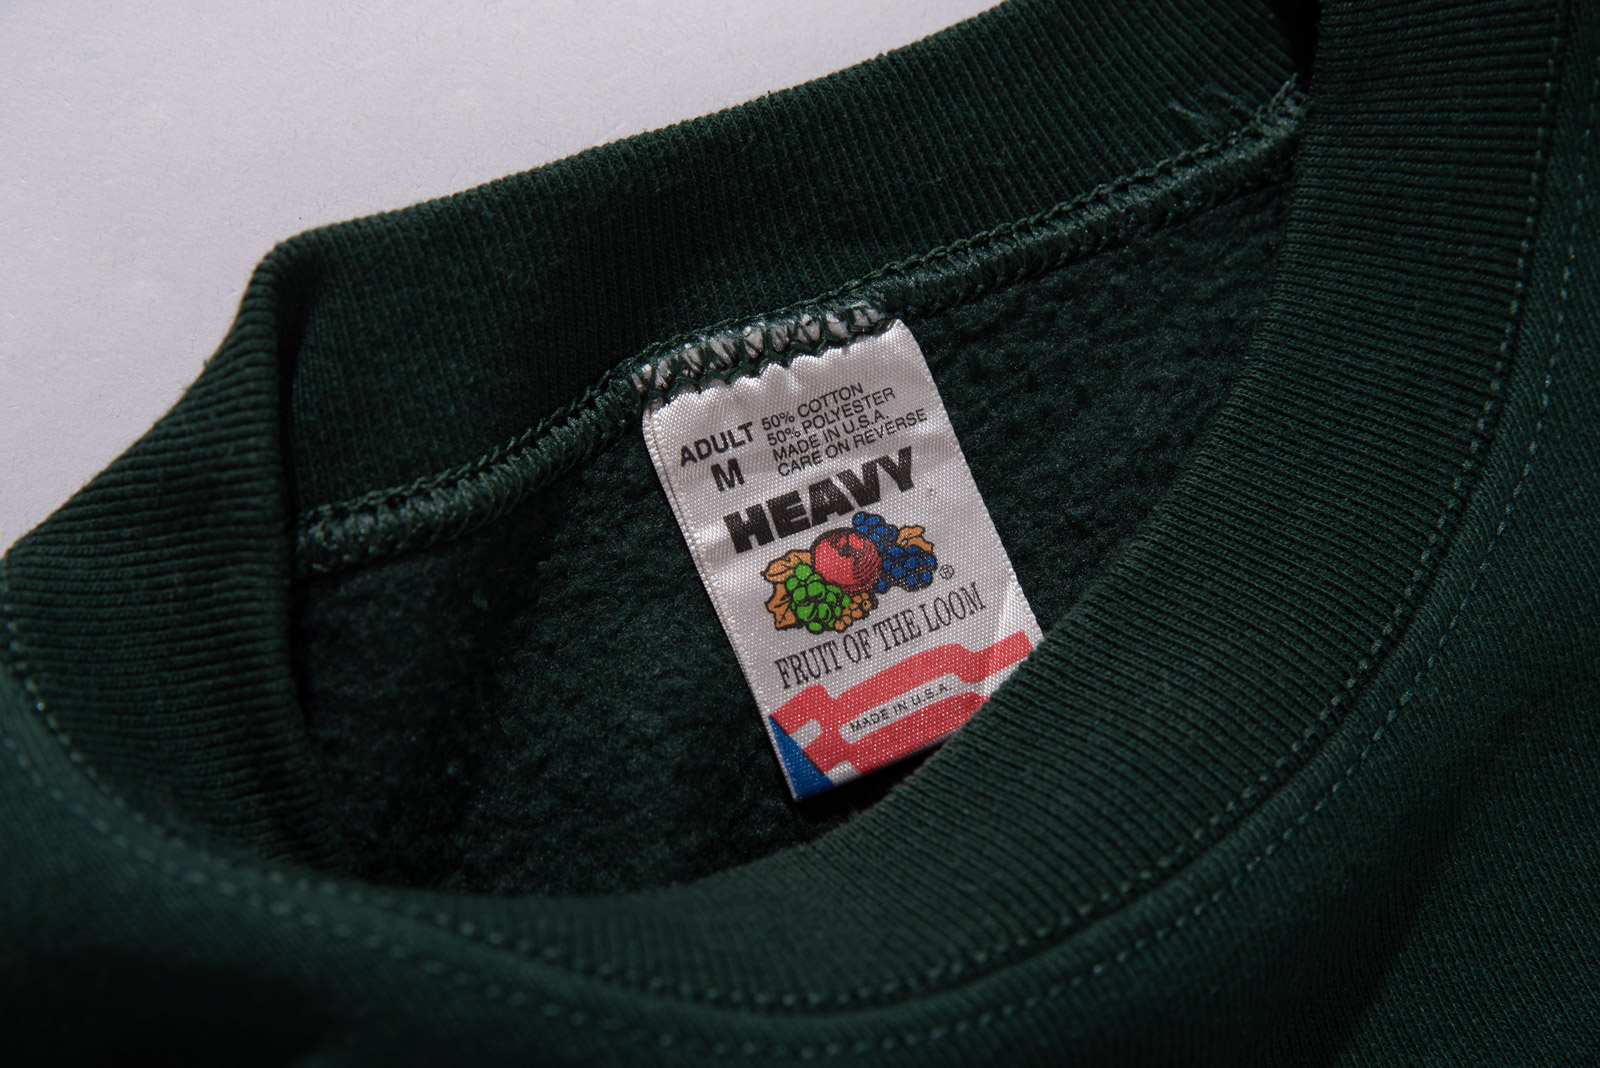 ADULT
M
50% COTTON
50% POLYESTER
MADE IN U.S.A.
CARE ON REVERSE
HEAVY
®
FRUIT OF THE LOOM
MADE IN U.S.A.